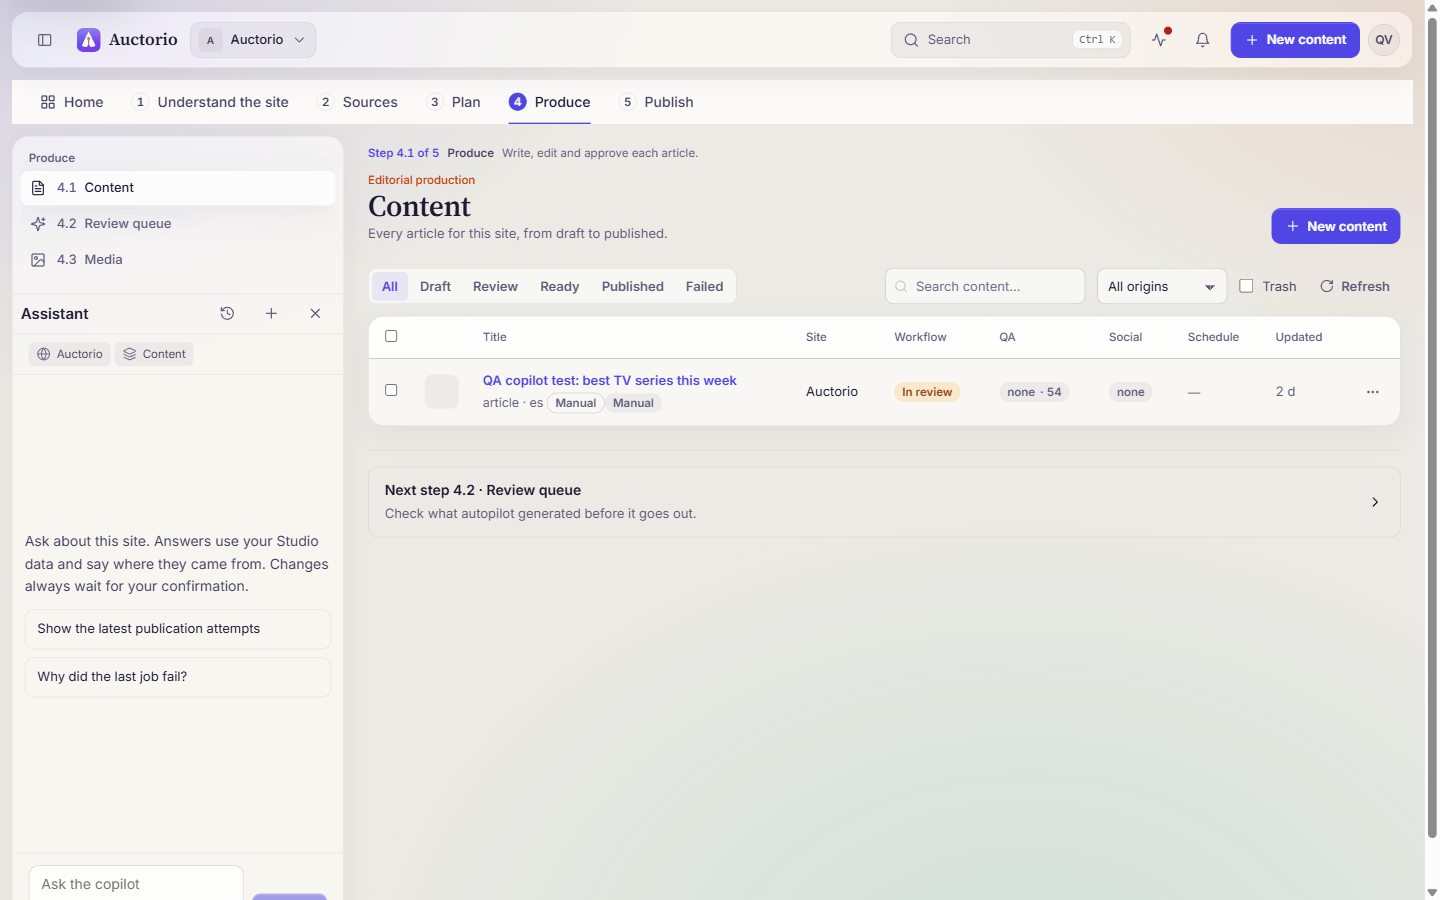 Auctorio
A Auctorio
Search
Ctrl K
New content
QV
Home
1 Understand the site
2 Sources
3 Plan
4 Produce
5 Publish
Produce
4.1 Content
4.2 Review queue
4.3 Media
Assistant
Auctorio
Content
Ask about this site. Answers use your Studio
data and say where they came from. Changes
always wait for your confirmation.
Show the latest publication attempts
Why did the last job fail?
Ask the copilot
Step 4.1 of 5 Produce Write, edit and approve each article.
Editorial production
Content
Every article for this site, from draft to published.
New content
All Draft Review Ready Published Failed
Search content...
All origins
Trash
Refresh
Title Site Workflow QA Social Schedule Updated
QA copilot test: best TV series this week
article · es Manual Manual
Auctorio
In review
none · 54
none
—
2 d
Next step 4.2 · Review queue
Check what autopilot generated before it goes out.